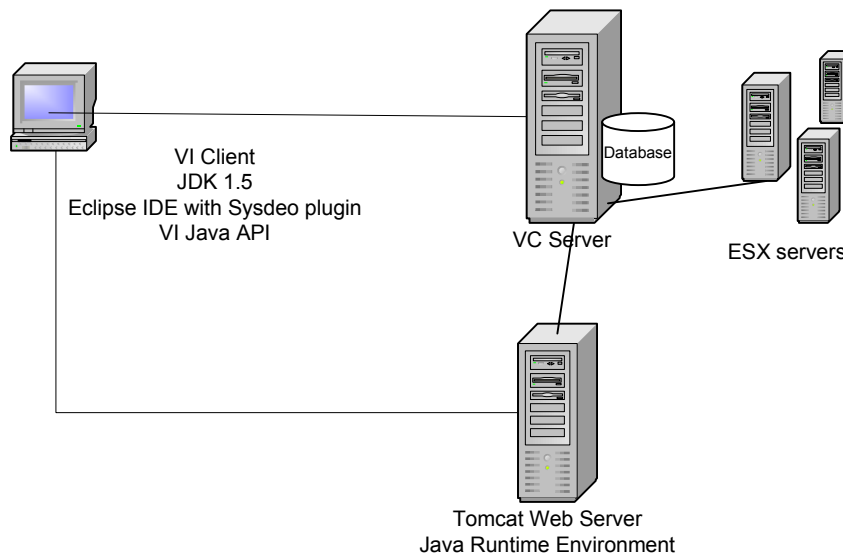 Database
VI Client
JDK 1.5
Eclipse IDE with Sysdeo plugin
VI Java API
VC Server
ESX servers
Tomcat Web Server
Java Runtime Environment